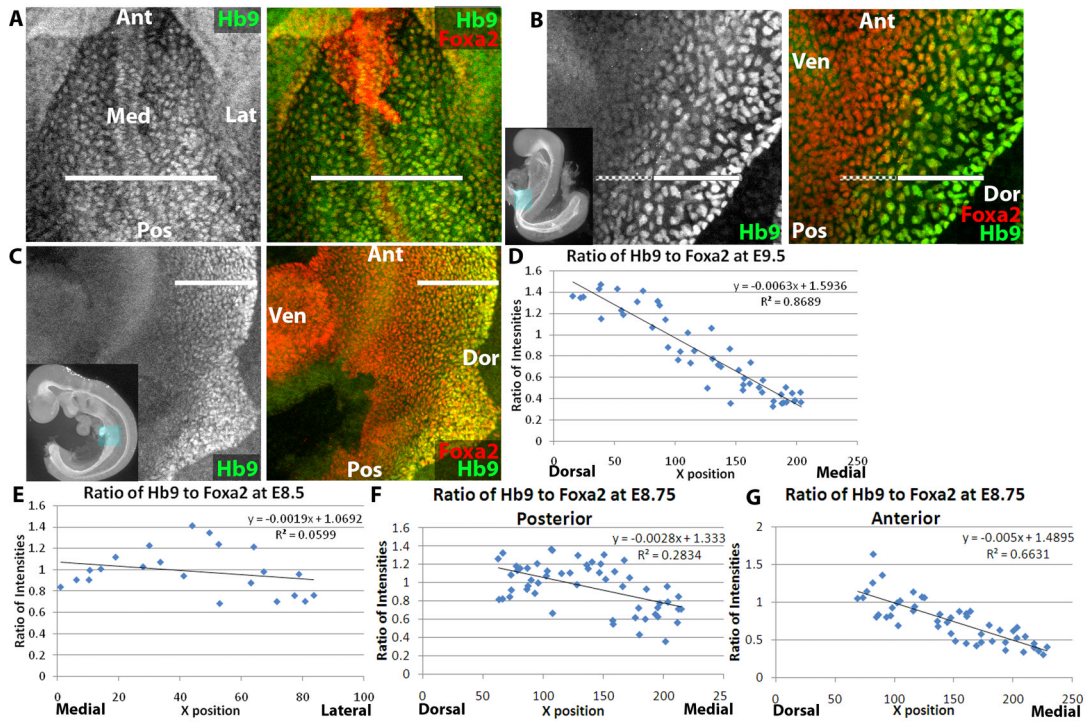 A
Ant
Hb9
Med
Lat
Pos
Hb9
Foxa2
B
Ant
Ven
Hb9
Pos
Dor
Foxa2
Hb9
C
Hb9
Ant
Ven
Dor
Pos
Foxa2
Hb9
D
Ratio of Hb9 to Foxa2 at E9.5
y = -0.0063x + 1.5936
R² = 0.8689
Ratio of Intesnities
1.6
1.4
1.2
1
0.8
0.6
0.4
0.2
0
0 50 100 150 200 250
Dorsal X position Medial
E
Ratio of Hb9 to Foxa2 at E8.5
y = -0.0019x + 1.0692
R² = 0.0599
Ratio of Intensities
1.6
1.4
1.2
1
0.8
0.6
0.4
0.2
0
0 20 40 60 80 100
Medial X position Lateral
F
Ratio of Hb9 to Foxa2 at E8.75
Posterior
y = -0.0028x + 1.333
R² = 0.2834
Ratio of Intensities
1.6
1.4
1.2
1
0.8
0.6
0.4
0.2
0
0 50 100 150 200 250
Dorsal X position Medial
G
Ratio of Hb9 to Foxa2 at E8.75
Anterior
y = -0.005x + 1.4895
R² = 0.6631
Ratio of Intensities
2
1.5
1
0.5
0
0 50 100 150 200 250
Dorsal X position Medial